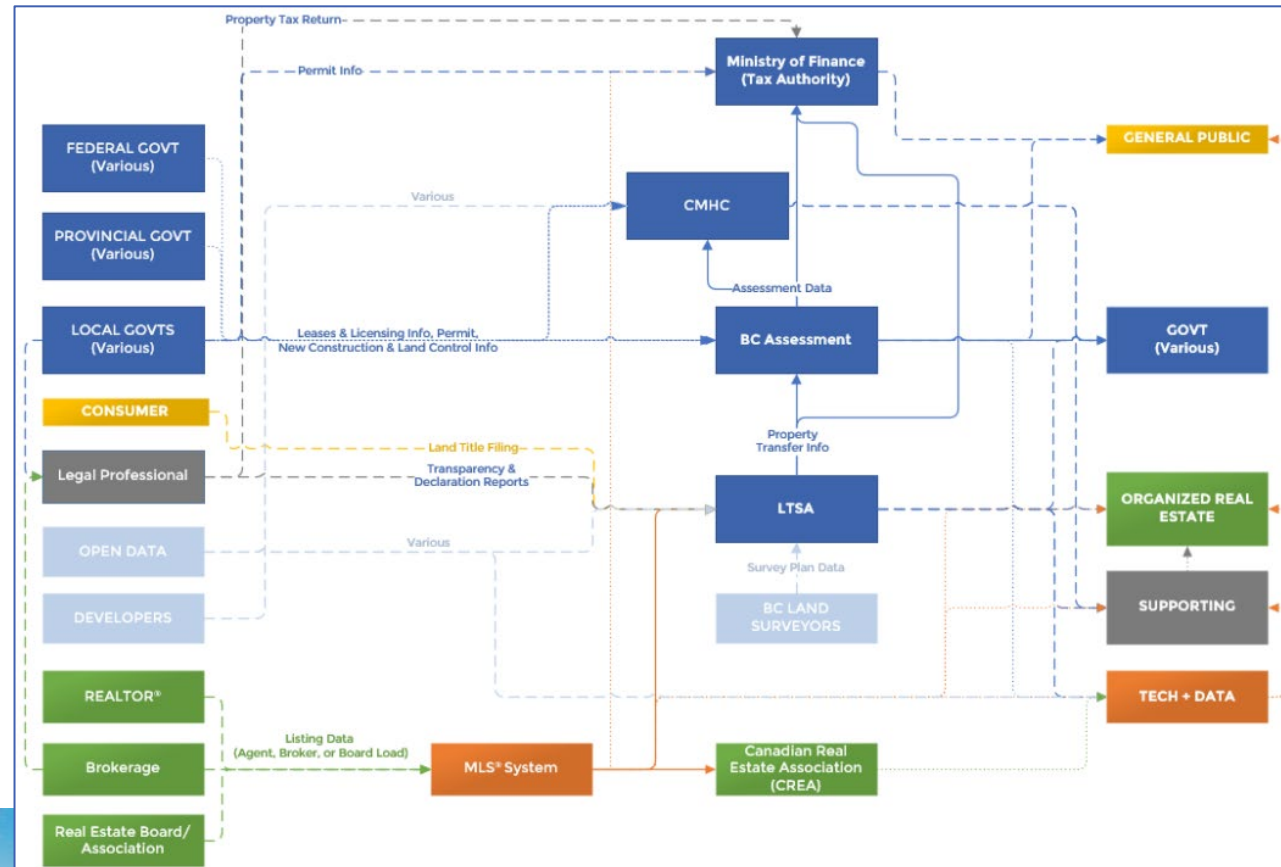 Property Tax Return
Ministry of Finance
(Tax Authority)
Permit Info
FEDERAL GOVT
(Various)
GENERAL PUBLIC
Various
CMHC
PROVINCIAL GOVT
(Various)
Assessment Data
LOCAL GOVTS
(Various)
Leases & Licensing Info, Permit,
New Construction & Land Control Info
BC Assessment
GOVT
(Various)
CONSUMER
Land Title Filing
Property
Transfer Info
Legal Professional
Transparency &
Declaration Reports
LTSA
ORGANIZED REAL
ESTATE
OPEN DATA
Various
Survey Plan Data
DEVELOPERS
BC LAND
SURVEYORS
SUPPORTING
REALTOR®
TECH + DATA
Listing Data
(Agent, Broker, or Board Load)
Brokerage
MLS® System
Canadian Real
Estate Association
(CREA)
Real Estate Board/
Association